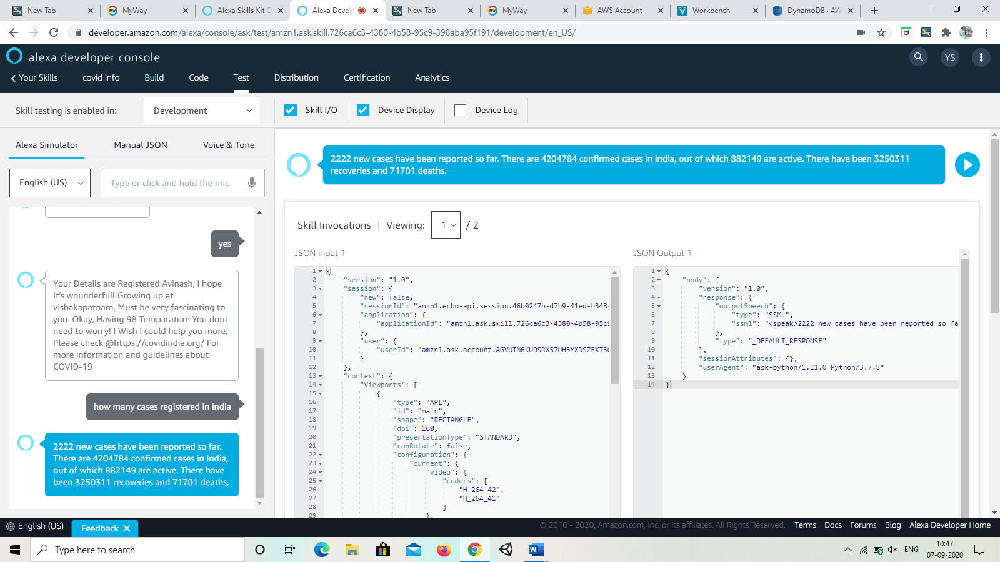 New Tab
MyWay
Alexa Skills Kit
Alexa Devel
New Tab
MyWay
AWS Account
Workbench
DynamoDB · AW
developer.amazon.com/alexa/console/ask/test/amzn1.ask.skill.726ca6c3-4380-4b58-95c9-398aba95f191/development/en_US/
alexa developer console
YS
Your Skills
covid info
Build
Code
Test
Distribution
Certification
Analytics
Skill testing is enabled in:
Development
Skill I/O
Device Display
Device Log
Alexa Simulator
Manual JSON
Voice & Tone
English (US)
Type or click and hold the mic
yes
Your Details are Registered Avinash, I hope
It's wounderfull Growing up at
vishakapatnam, Must be very fascinating to
you. Okay, Having 98 Temparature You dont
need to worry! I Wish I could help you more,
Please check @https://covidindia.org/ For
more information and guidelines about
COVID-19
how many cases registered in india
2222 new cases have been reported so far.
There are 4204784 confirmed cases in India,
out of which 882149 are active. There have
been 3250311 recoveries and 71701 deaths.
2222 new cases have been reported so far. There are 4204784 confirmed cases in India, out of which 882149 are active. There have been 3250311
recoveries and 71701 deaths.
Skill Invocations | Viewing: 1 / 2
JSON Input 1
1 {
2 "version": "1.0",
3 "session": {
4 "new": false,
5 "sessionId": "amzn1.echo-api.session.46b0247b-d7b9-41ed-b348-
6 "application": {
7 "applicationId": "amzn1.ask.skill.726ca6c3-4380-4b58-95c9
8 },
9 "user": {
10 "userId": "amzn1.ask.account.AGVUTN6KUDSRX57UH3YXDSZEXT5
11 }
12 },
13 "context": {
14 "Viewports": [
15 {
16 "type": "APL",
17 "id": "main",
18 "shape": "RECTANGLE",
19 "dpi": 160,
20 "presentationType": "STANDARD",
21 "canRotate": false,
22 "configuration": {
23 "current": {
24 "video": {
25 "codecs": [
26 "H_264_42",
27 "H_264_41"
28 ]
29 },
JSON Output 1
1 {
2 "body": {
3 "version": "1.0",
4 "response": {
5 "outputSpeech": {
6 "type": "SSML",
7 "ssml": "<speak>2222 new cases have been reported so fa
8 },
9 "type": "_DEFAULT_RESPONSE"
10 },
11 "sessionAttributes": {},
12 "userAgent": "ask-python/1.11.0 Python/3.7.8"
13 }
14 }
English (US)
Feedback
© 2010 - 2020, Amazon.com, Inc. or its affiliates. All Rights Reserved.
Terms
Docs
Forums
Blog
Alexa Developer Home
Type here to search
ENG
10:47
07-09-2020